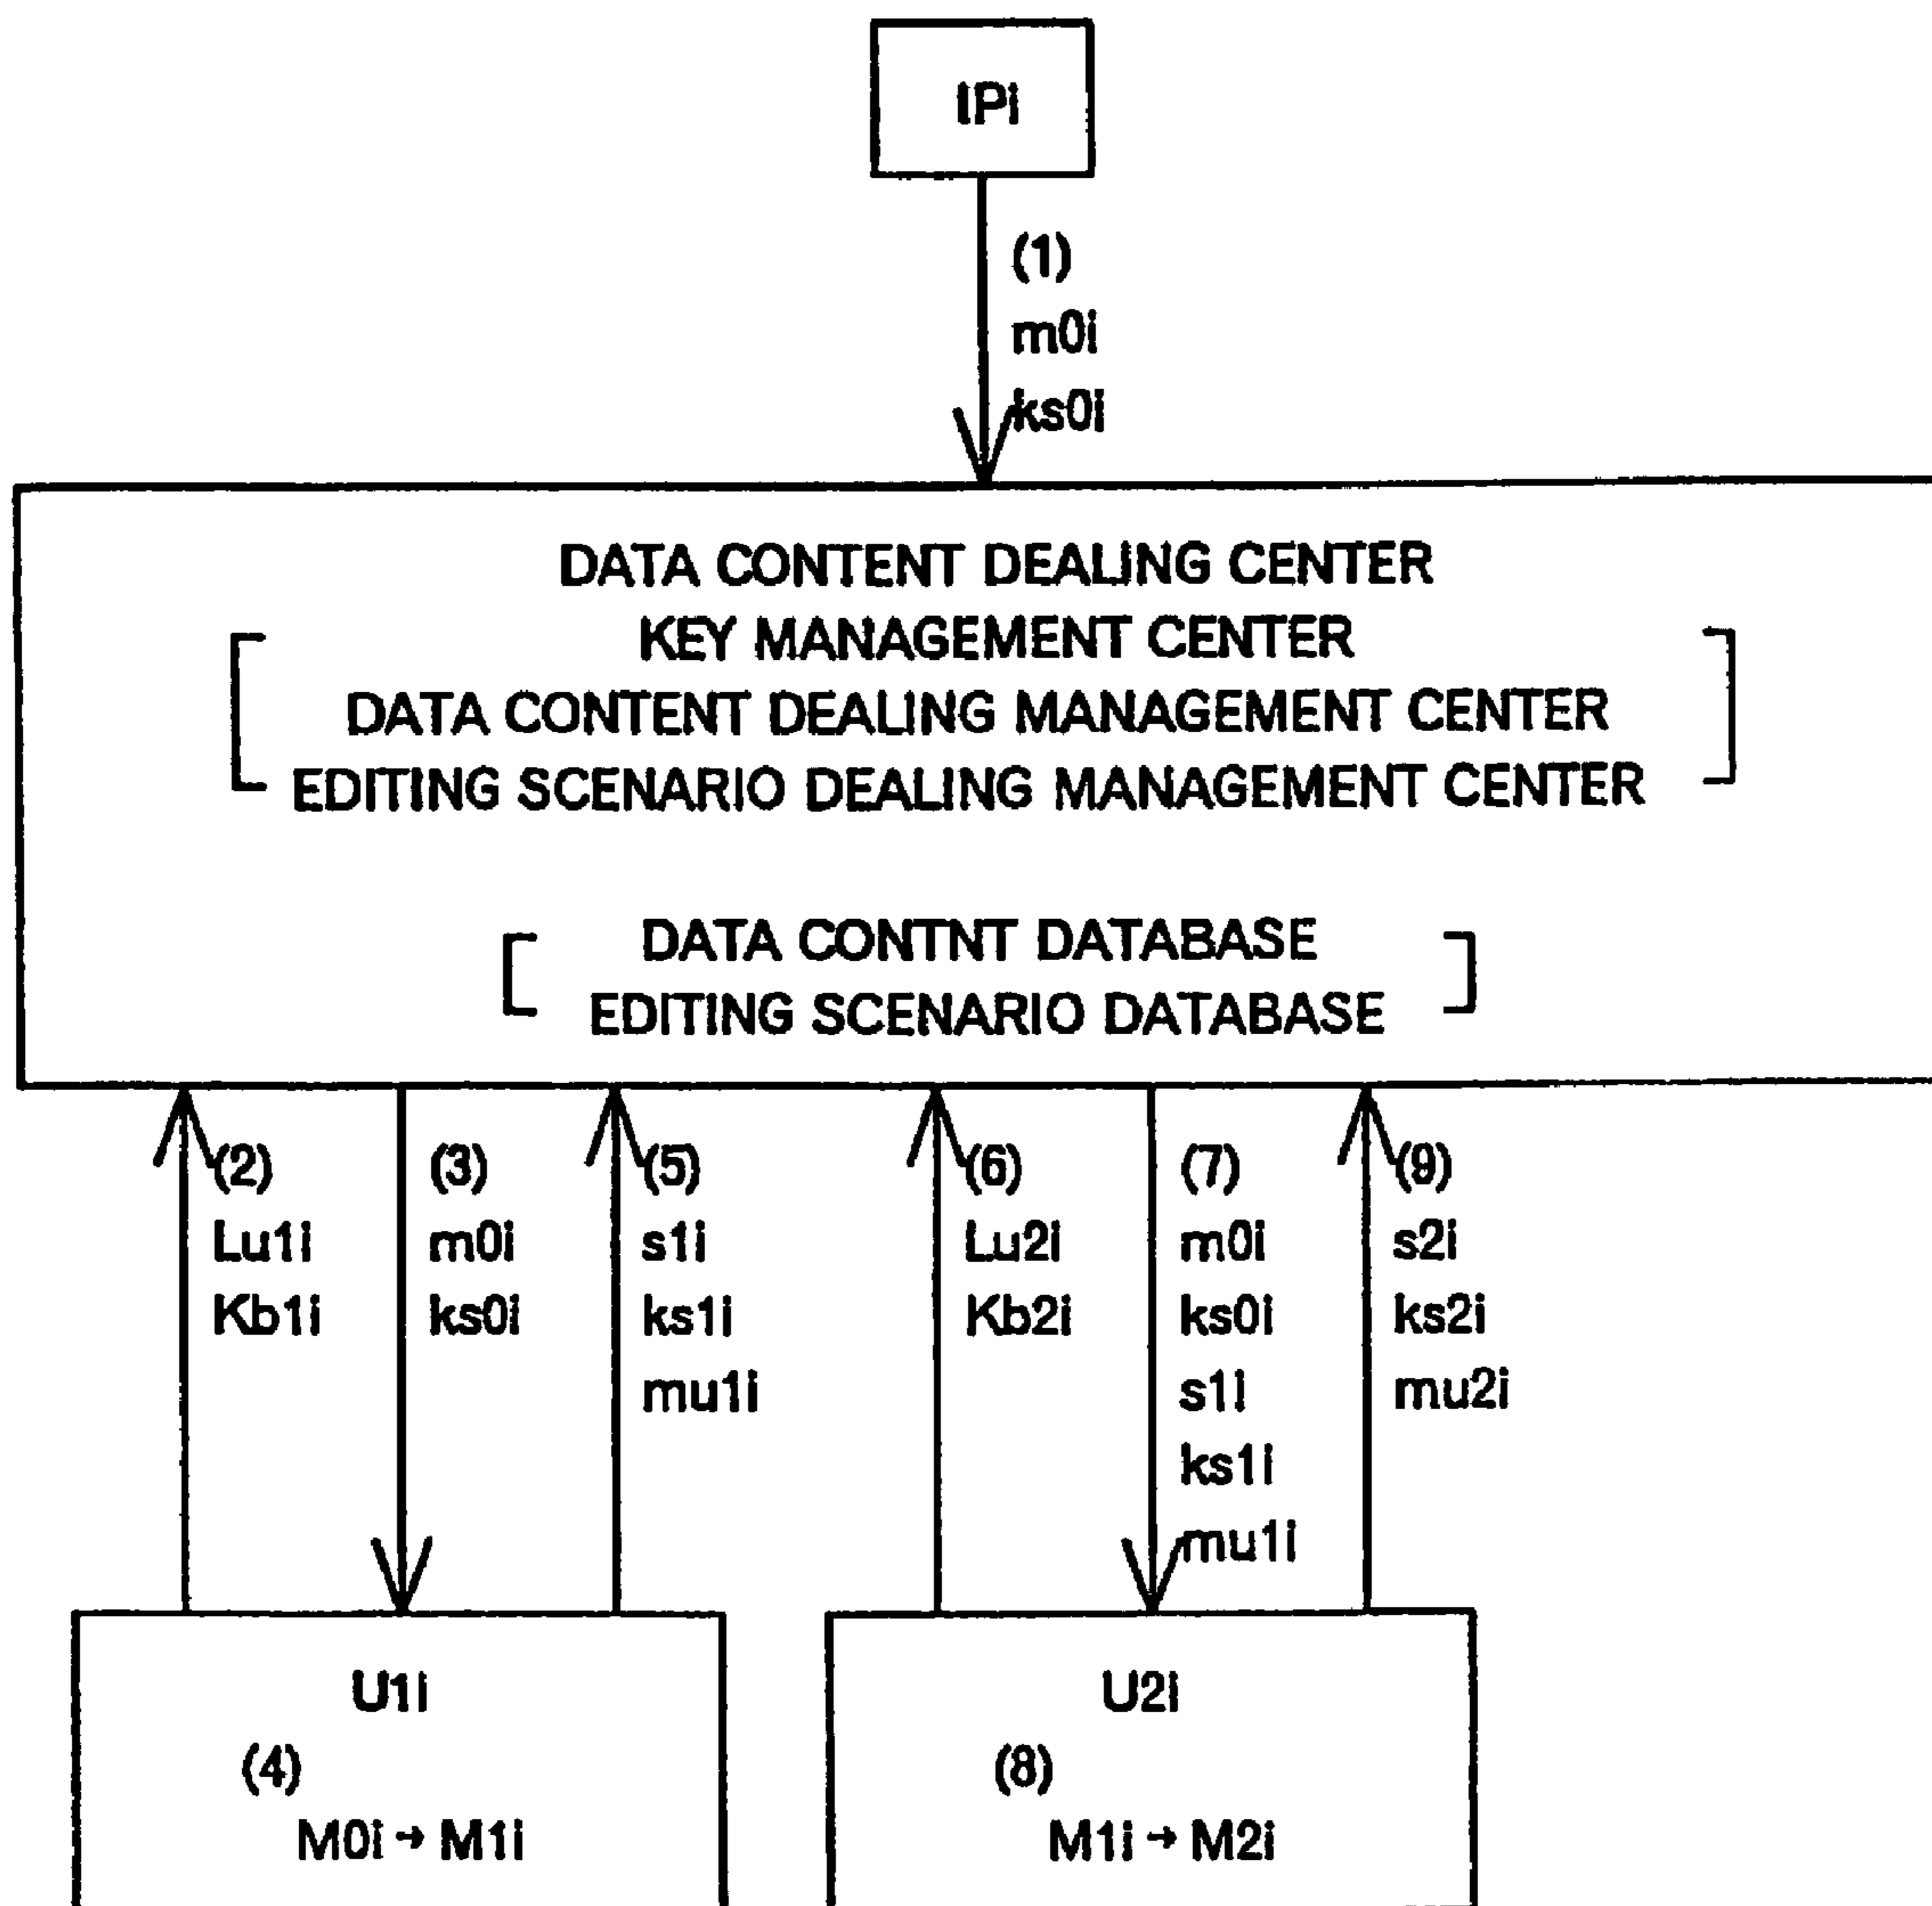 IPi
(1)
m0i
ks0i
DATA CONTENT DEALING CENTER
KEY MANAGEMENT CENTER
DATA CONTENT DEALING MANAGEMENT CENTER
EDITING SCENARIO DEALING MANAGEMENT CENTER
DATA CONTNT DATABASE
EDITING SCENARIO DATABASE
(2)
Lu1i
Kb1i
(3)
m0i
ks0i
(5)
s1i
ks1i
mu1i
(6)
Lu2i
Kb2i
(7)
m0i
ks0i
s1i
ks1i
mu1i
(9)
s2i
ks2i
mu2i
U1i
(4)
M0i → M1i
U2i
(8)
M1i → M2i